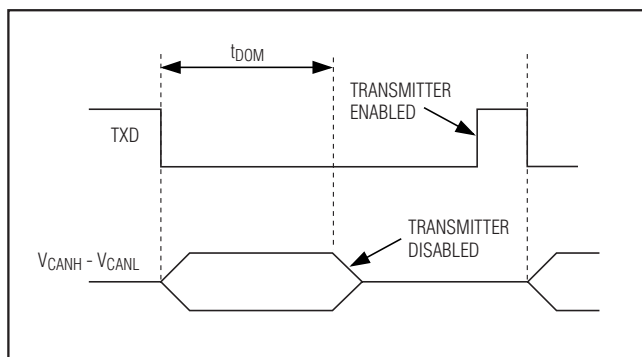 tDOM
TRANSMITTER
ENABLED
TXD
TRANSMITTER
DISABLED
VCANH - VCANL